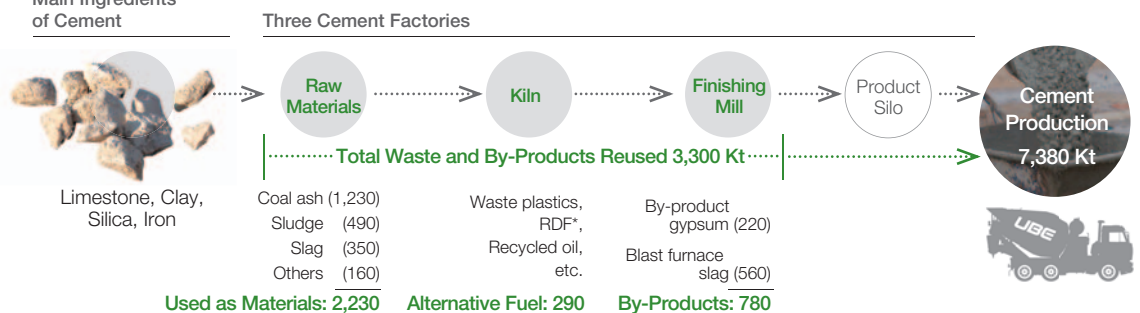 Main Ingredients
of Cement
Three Cement Factories
Raw
Materials
Kiln
Finishing
Mill
Product
Silo
Cement
Production
7,380 Kt
Total Waste and By-Products Reused 3,300 Kt
Limestone, Clay,
Silica, Iron
Coal ash (1,230)
Sludge (490)
Slag (350)
Others (160)
Used as Materials: 2,230
Waste plastics,
RDF*,
Recycled oil,
etc.
Alternative Fuel: 290
By-product
gypsum (220)
Blast furnace
slag (560)
By-Products: 780
UBE